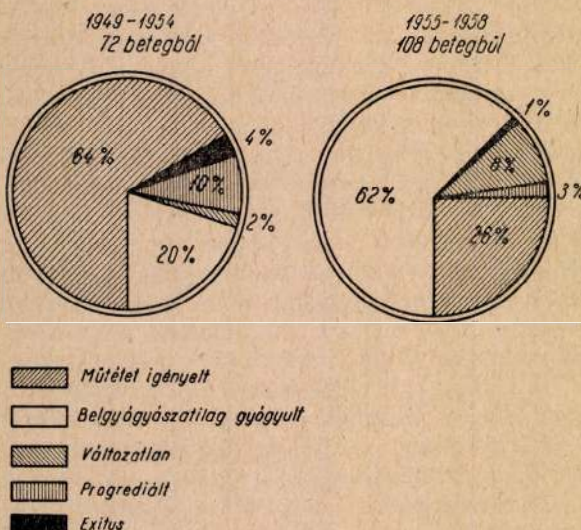 1949-1954
72 betegből
1955-1958
108 betegből
64%
4%
10%
2%
20%
1%
8%
3%
62%
26%
Műtétet igényelt
Belgyógyászatilag gyógyult
Változatlan
Progrediált
Exitus